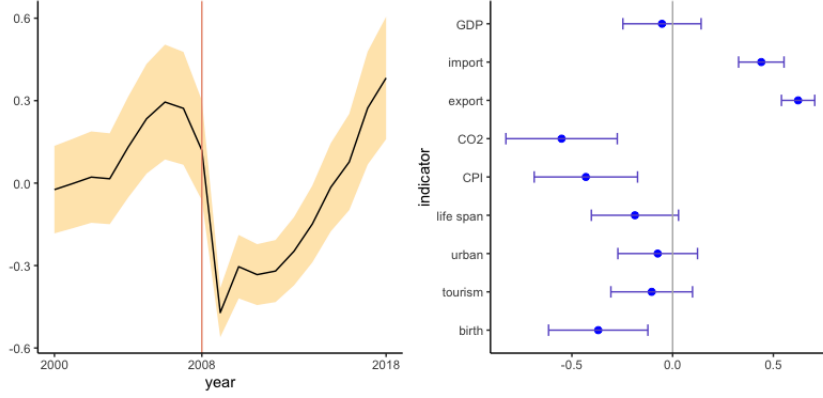 0.6
0.3
0.0
-0.3
-0.6
2000
2008
2018
year
indicator
GDP
import
export
CO2
CPI
life span
urban
tourism
birth
-0.5
0.0
0.5